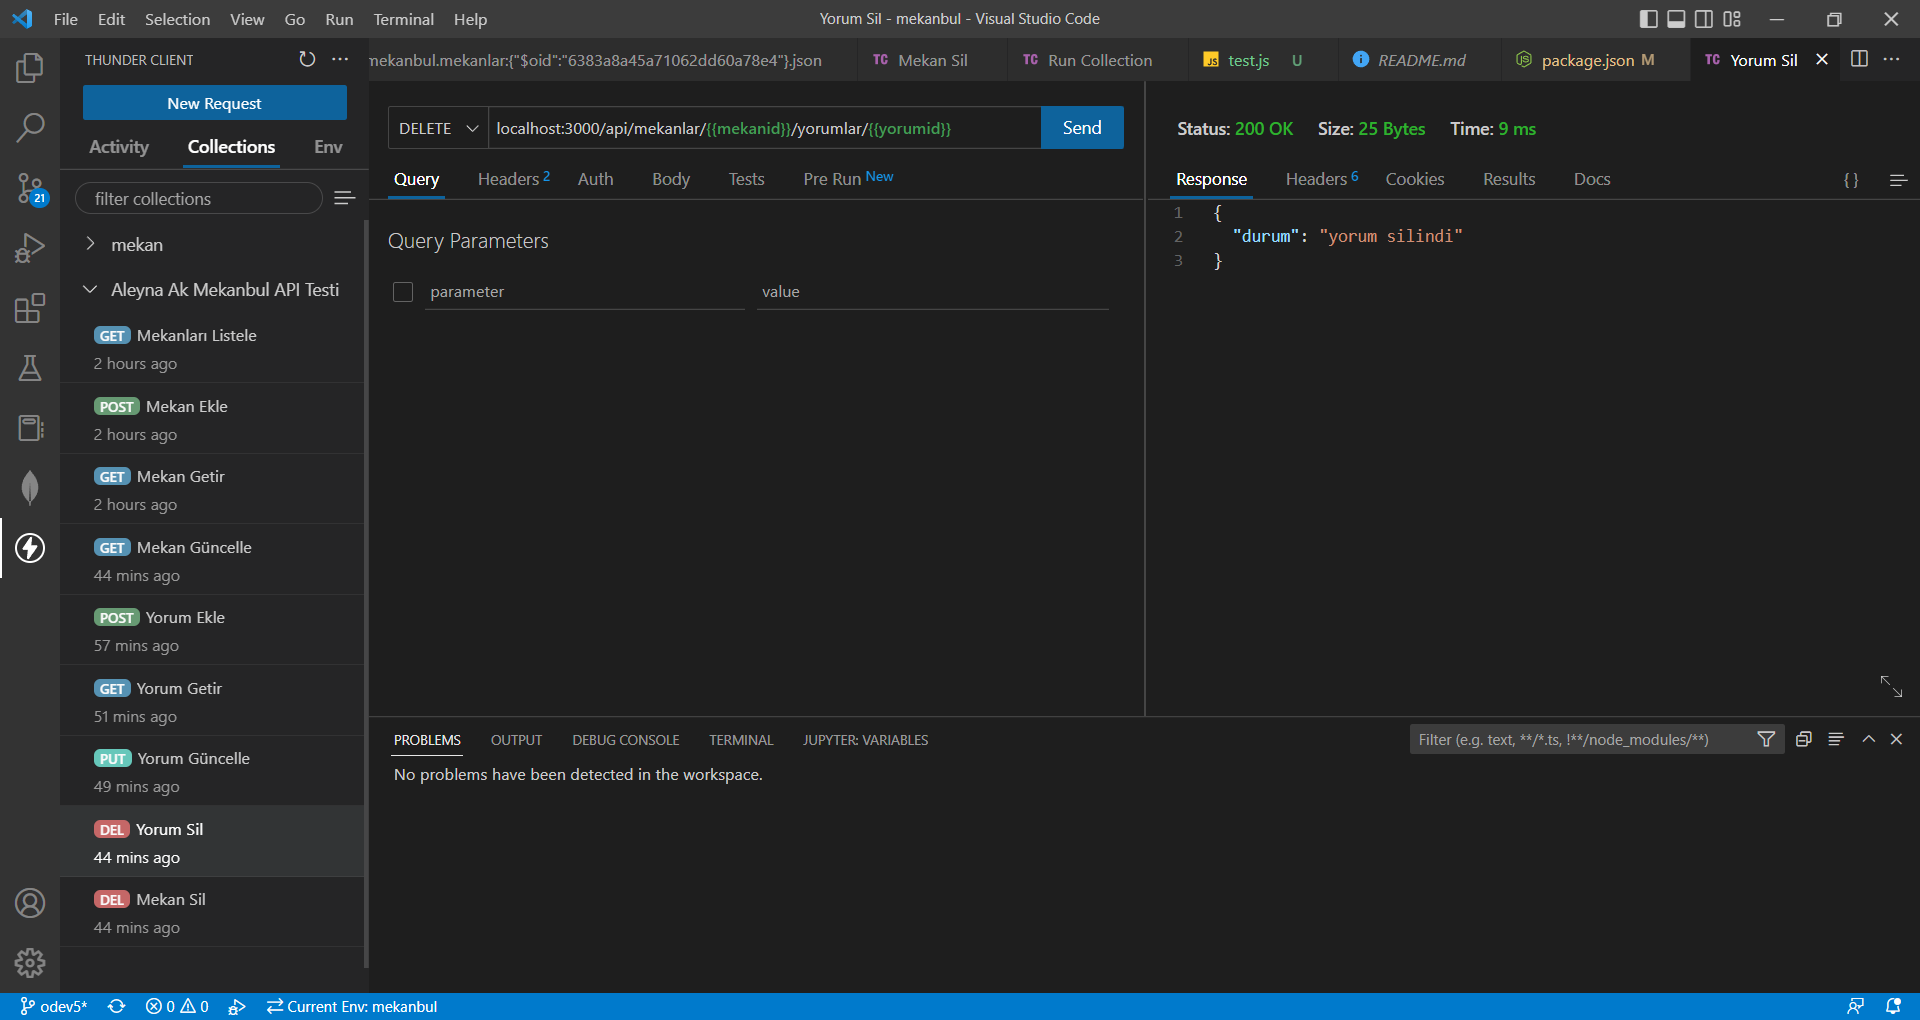 File Edit Selection View Go Run Terminal Help
Yorum Sil - mekanbul - Visual Studio Code
THUNDER CLIENT
New Request
Activity Collections Env
filter collections
21
mekan
Aleyna Ak Mekanbul API Testi
GET Mekanları Listele
2 hours ago
POST Mekan Ekle
2 hours ago
GET Mekan Getir
2 hours ago
GET Mekan Güncelle
44 mins ago
POST Yorum Ekle
57 mins ago
GET Yorum Getir
51 mins ago
PUT Yorum Güncelle
49 mins ago
DEL Yorum Sil
44 mins ago
DEL Mekan Sil
44 mins ago
mekanbul.mekanlar:{"$oid":"6383a8a45a71062dd60a78e4"}.json TC Mekan Sil TC Run Collection JS test.js U README.md package.json M TC Yorum Sil
DELETE localhost:3000/api/mekanlar/{{mekanid}}/yorumlar/{{yorumid}} Send
Query Headers 2 Auth Body Tests Pre Run New
Query Parameters
parameter value
Status: 200 OK Size: 25 Bytes Time: 9 ms
Response Headers 6 Cookies Results Docs { }
1 {
2 "durum": "yorum silindi"
3 }
PROBLEMS OUTPUT DEBUG CONSOLE TERMINAL JUPYTER: VARIABLES
Filter (e.g. text, **/*.ts, !**/node_modules/**)
No problems have been detected in the workspace.
odev5* 0 0 Current Env: mekanbul